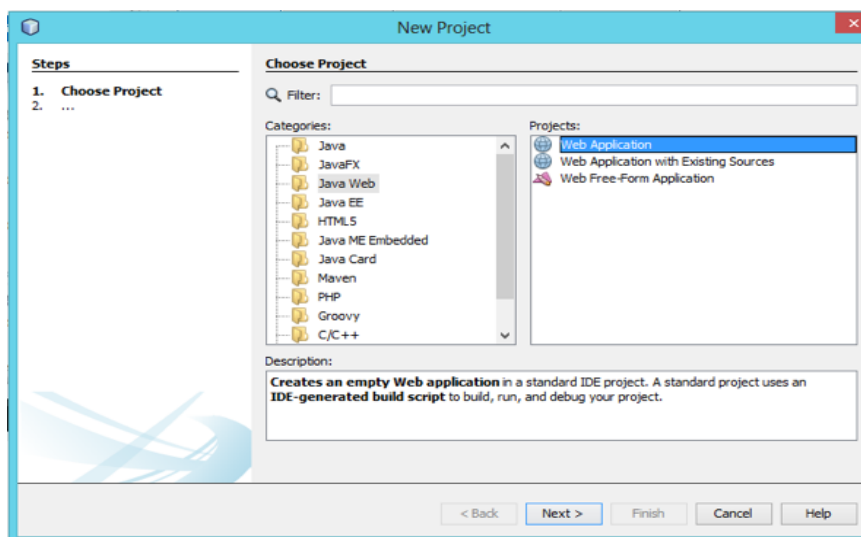 New Project
Steps
1. Choose Project
2. ...
Choose Project
Filter:
Categories:
Java
JavaFX
Java Web
Java EE
HTML5
Java ME Embedded
Java Card
Maven
PHP
Groovy
C/C++
Projects:
Web Application
Web Application with Existing Sources
Web Free-Form Application
Description:
Creates an empty Web application in a standard IDE project. A standard project uses an
IDE-generated build script to build, run, and debug your project.
< Back
Next >
Finish
Cancel
Help